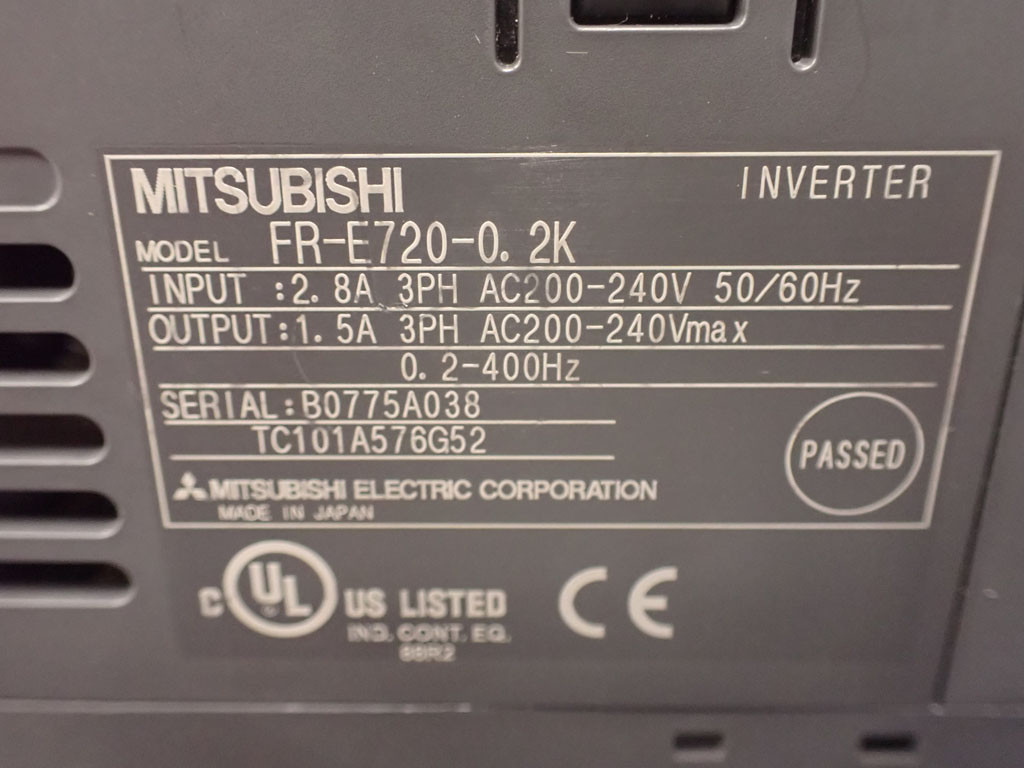 MITSUBISHI INVERTER
MODEL FR-E720-0.2K
INPUT :2.8A 3PH AC200-240V 50/60Hz
OUTPUT:1.5A 3PH AC200-240Vmax
0.2-400Hz
SERIAL:B0775A038
TC101A576G52
PASSED
MITSUBISHI ELECTRIC CORPORATION
MADE IN JAPAN
C UL US LISTED CE
IND. CONT. EQ.
88R2